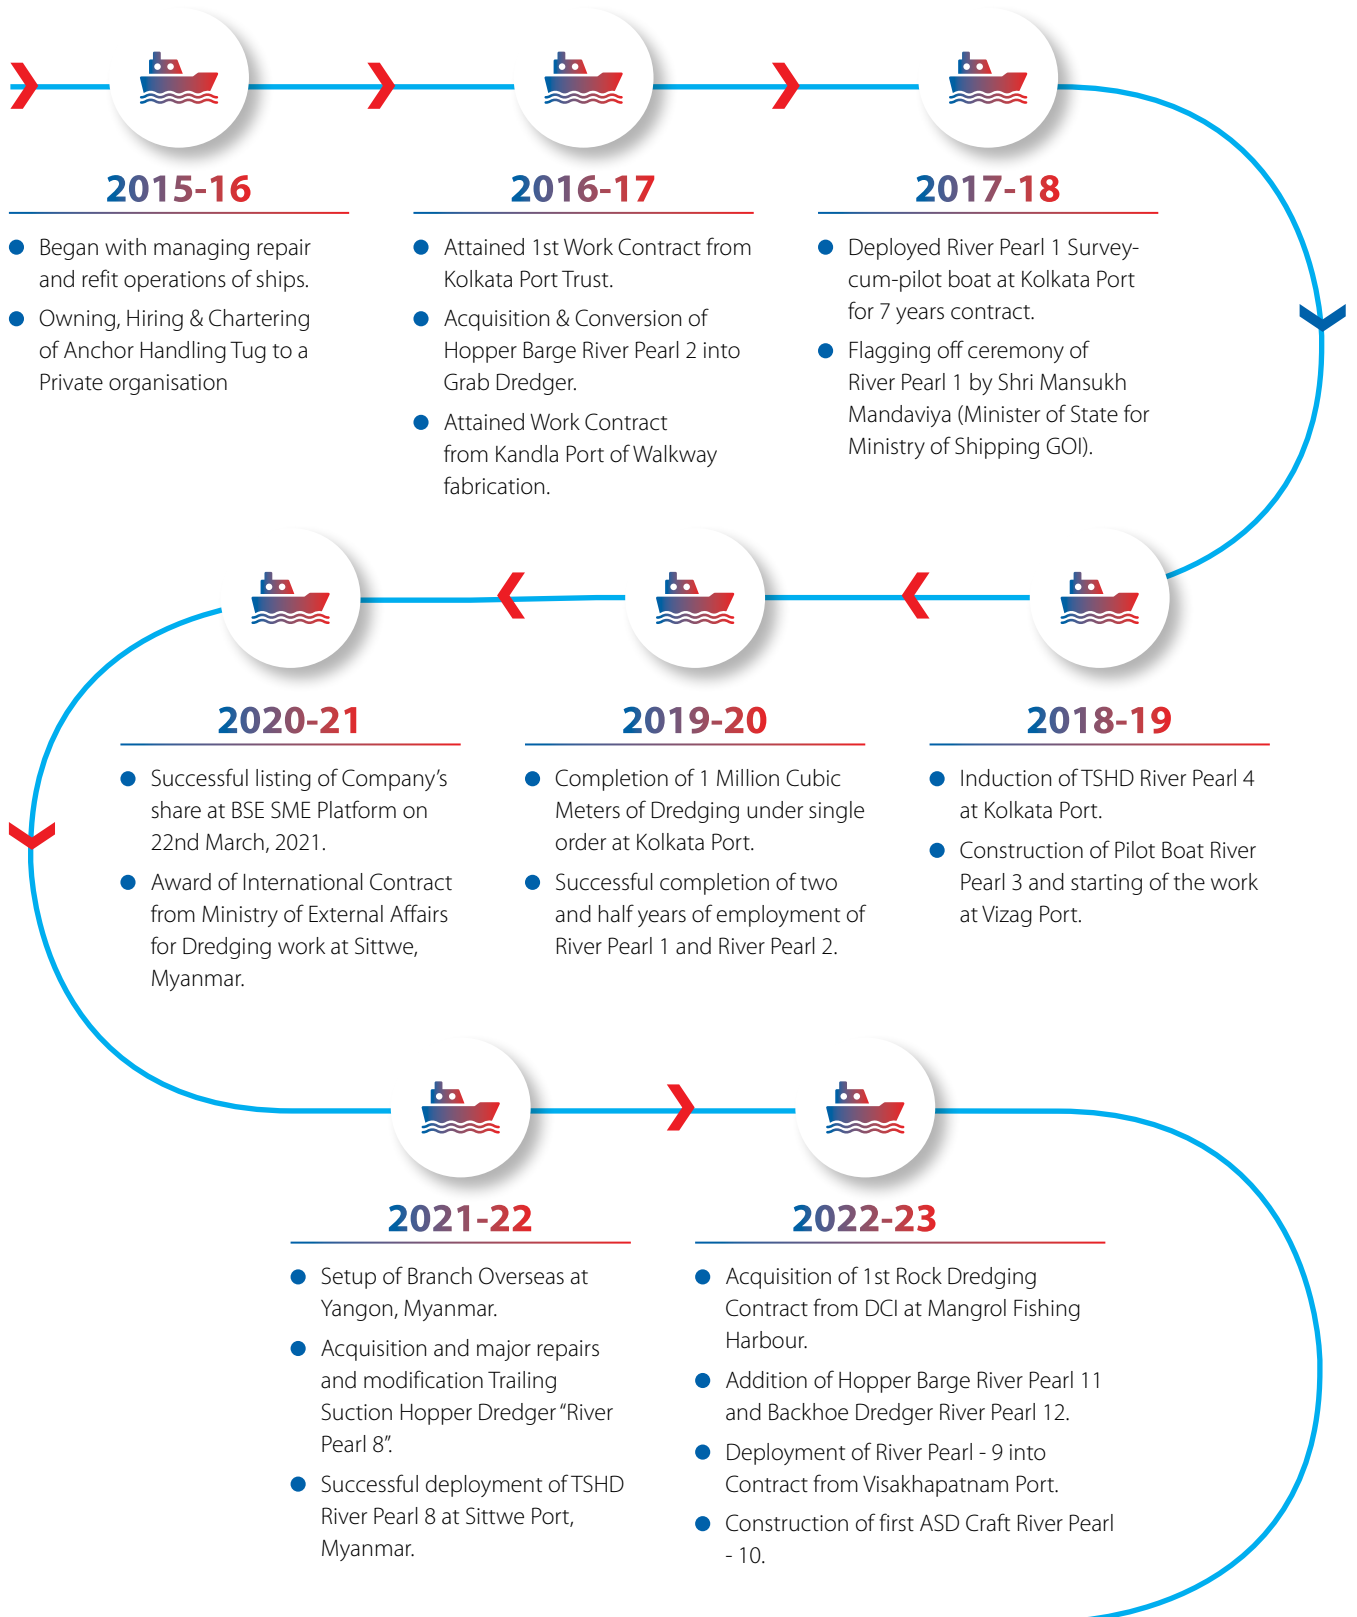 2015-16
Began with managing repair
and refit operations of ships.
Owning, Hiring & Chartering
of Anchor Handling Tug to a
Private organisation
2016-17
Attained 1st Work Contract from
Kolkata Port Trust.
Acquisition & Conversion of
Hopper Barge River Pearl 2 into
Grab Dredger.
Attained Work Contract
from Kandla Port of Walkway
fabrication.
2017-18
Deployed River Pearl 1 Survey-
cum-pilot boat at Kolkata Port
for 7 years contract.
Flagging off ceremony of
River Pearl 1 by Shri Mansukh
Mandaviya (Minister of State for
Ministry of Shipping GOI).
2018-19
Induction of TSHD River Pearl 4
at Kolkata Port.
Construction of Pilot Boat River
Pearl 3 and starting of the work
at Vizag Port.
2019-20
Completion of 1 Million Cubic
Meters of Dredging under single
order at Kolkata Port.
Successful completion of two
and half years of employment of
River Pearl 1 and River Pearl 2.
2020-21
Successful listing of Company’s
share at BSE SME Platform on
22nd March, 2021.
Award of International Contract
from Ministry of External Affairs
for Dredging work at Sittwe,
Myanmar.
2021-22
Setup of Branch Overseas at
Yangon, Myanmar.
Acquisition and major repairs
and modification Trailing
Suction Hopper Dredger “River
Pearl 8”.
Successful deployment of TSHD
River Pearl 8 at Sittwe Port,
Myanmar.
2022-23
Acquisition of 1st Rock Dredging
Contract from DCI at Mangrol Fishing
Harbour.
Addition of Hopper Barge River Pearl 11
and Backhoe Dredger River Pearl 12.
Deployment of River Pearl - 9 into
Contract from Visakhapatnam Port.
Construction of first ASD Craft River Pearl
- 10.